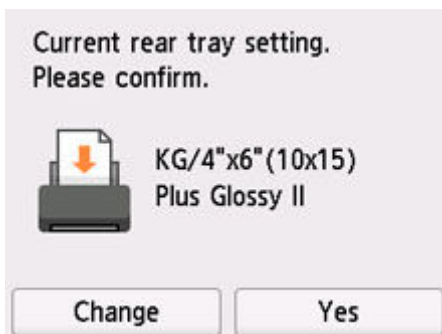 Current rear tray setting.
Please confirm.
KG/4"x6"(10x15)
Plus Glossy II
Change
Yes